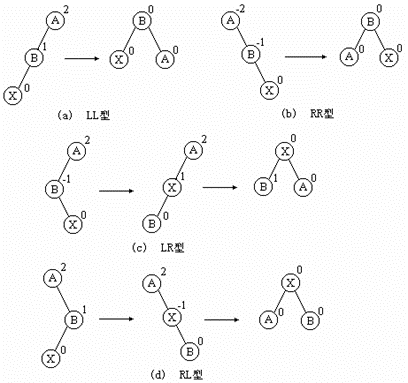 A 2 B 0
B 1 X 0 A 0
X 0
(a) LL型
A -2 B 0
B -1 A 0 X 0
X 0
(b) RR型
A 2 A 2 X 0
B -1 X 1 B 1 A 0
X 0 B 0
(c) LR型
A 2 A 2 X 0
B 1 X -1 A 0 B 0
X 0 B 0
(d) RL型